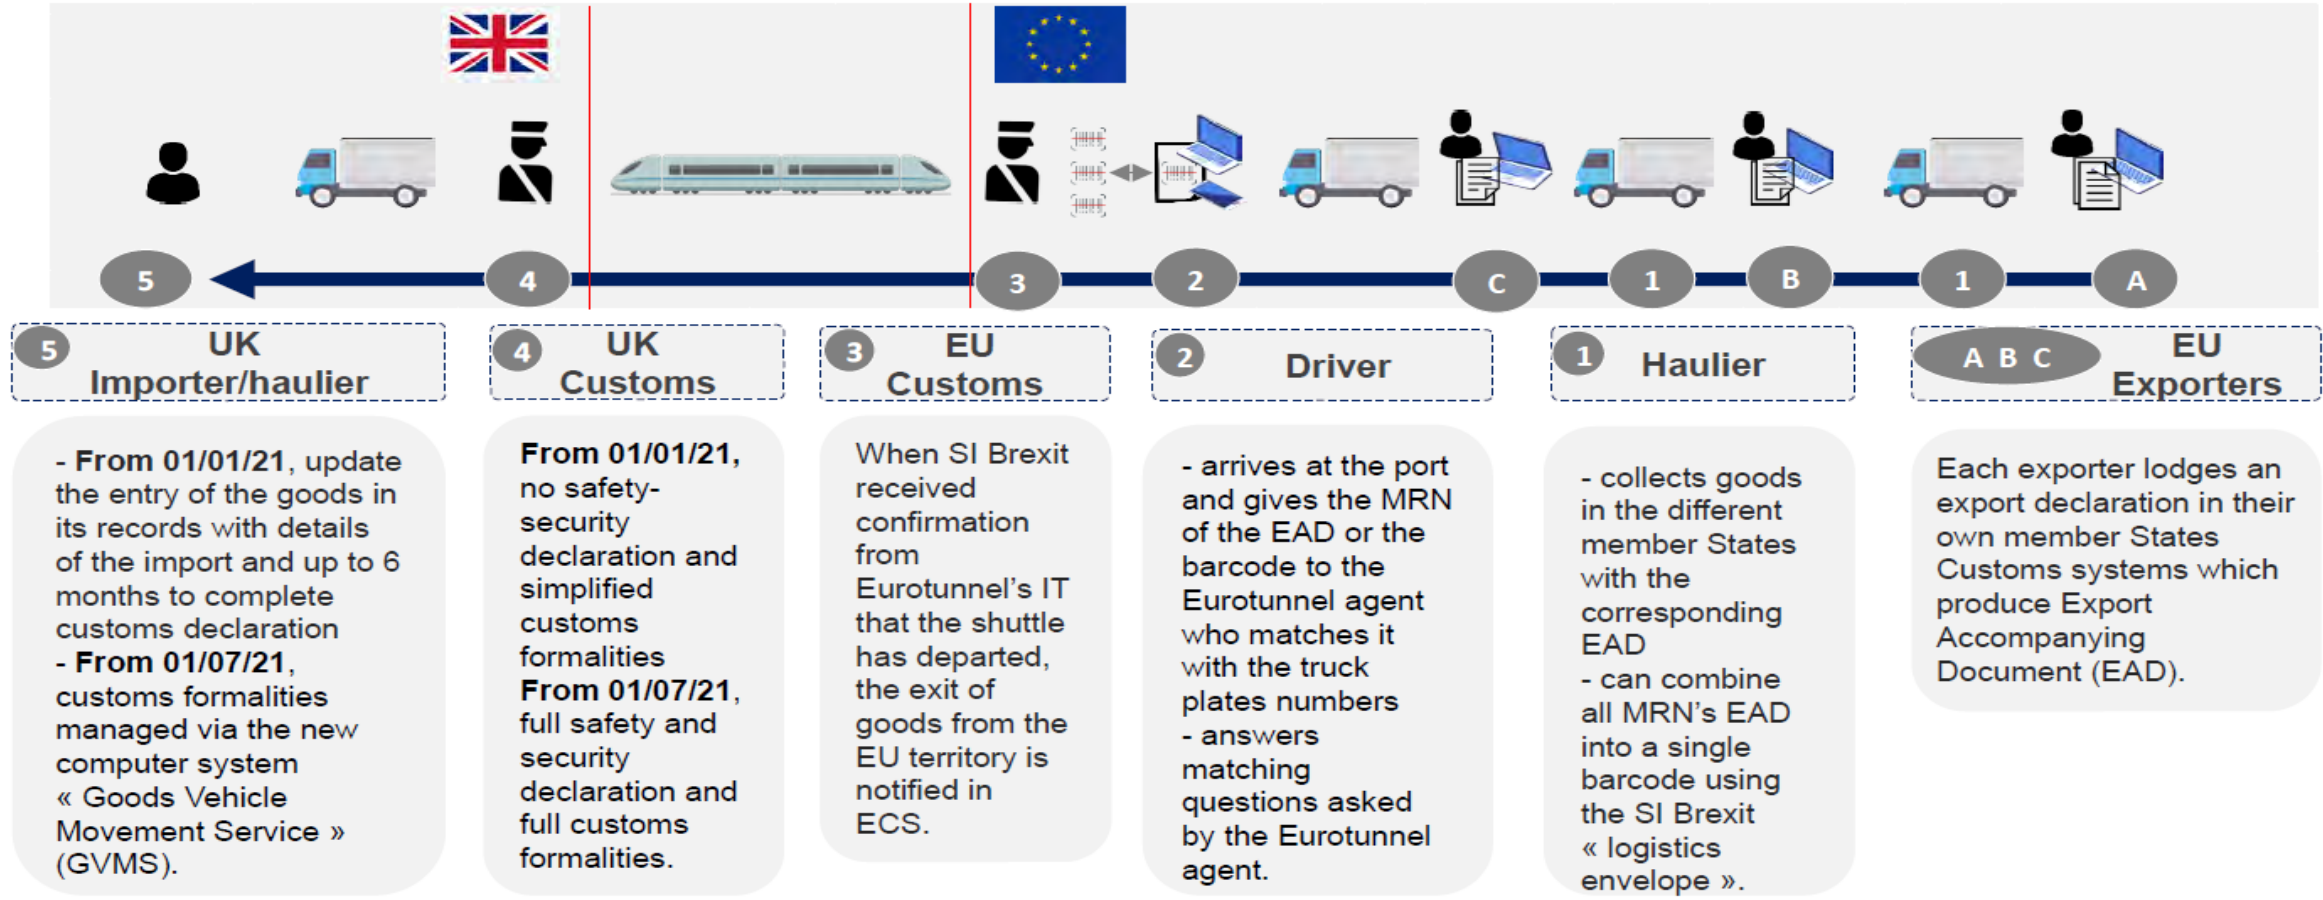 5
4
3
2
C
1
B
1
A
5
UK
Importer/haulier
- From 01/01/21, update
the entry of the goods in
its records with details
of the import and up to 6
months to complete
customs declaration
- From 01/07/21,
customs formalities
managed via the new
computer system
« Goods Vehicle
Movement Service »
(GVMS).
4
UK
Customs
From 01/01/21,
no safety-
security
declaration and
simplified
customs
formalities
From 01/07/21,
full safety and
security
declaration and
full customs
formalities.
3
EU
Customs
When SI Brexit
received
confirmation
from
Eurotunnel's IT
that the shuttle
has departed,
the exit of
goods from the
EU territory is
notified in
ECS.
2
Driver
- arrives at the port
and gives the MRN
of the EAD or the
barcode to the
Eurotunnel agent
who matches it
with the truck
plates numbers
- answers
matching
questions asked
by the Eurotunnel
agent.
1
Haulier
- collects goods
in the different
member States
with the
corresponding
EAD
- can combine
all MRN's EAD
into a single
barcode using
the SI Brexit
« logistics
envelope ».
A B C
EU
Exporters
Each exporter lodges an
export declaration in their
own member States
Customs systems which
produce Export
Accompanying
Document (EAD).